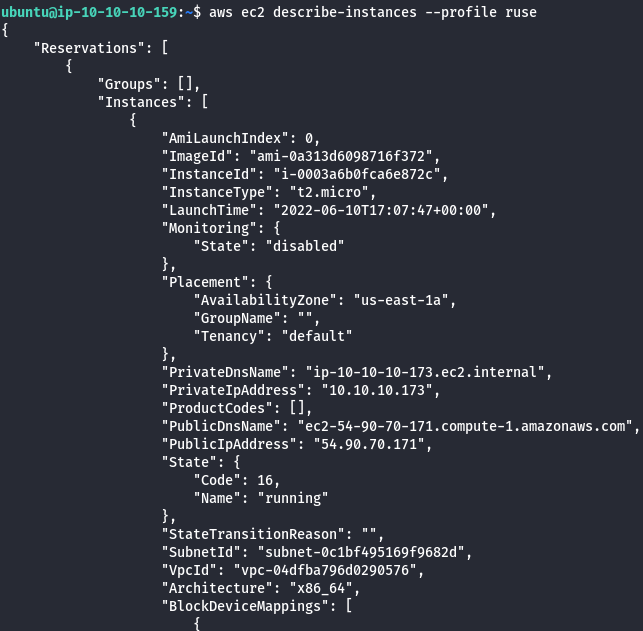 ubuntu@ip-10-10-10-159:~$ aws ec2 describe-instances --profile ruse
{
    "Reservations": [
        {
            "Groups": [],
            "Instances": [
                {
                    "AmiLaunchIndex": 0,
                    "ImageId": "ami-0a313d6098716f372",
                    "InstanceId": "i-0003a6b0fca6e872c",
                    "InstanceType": "t2.micro",
                    "LaunchTime": "2022-06-10T17:07:47+00:00",
                    "Monitoring": {
                        "State": "disabled"
                    },
                    "Placement": {
                        "AvailabilityZone": "us-east-1a",
                        "GroupName": "",
                        "Tenancy": "default"
                    },
                    "PrivateDnsName": "ip-10-10-10-173.ec2.internal",
                    "PrivateIpAddress": "10.10.10.173",
                    "ProductCodes": [],
                    "PublicDnsName": "ec2-54-90-70-171.compute-1.amazonaws.com",
                    "PublicIpAddress": "54.90.70.171",
                    "State": {
                        "Code": 16,
                        "Name": "running"
                    },
                    "StateTransitionReason": "",
                    "SubnetId": "subnet-0c1bf495169f9682d",
                    "VpcId": "vpc-04dfba796d0290576",
                    "Architecture": "x86_64",
                    "BlockDeviceMappings": [
                        {